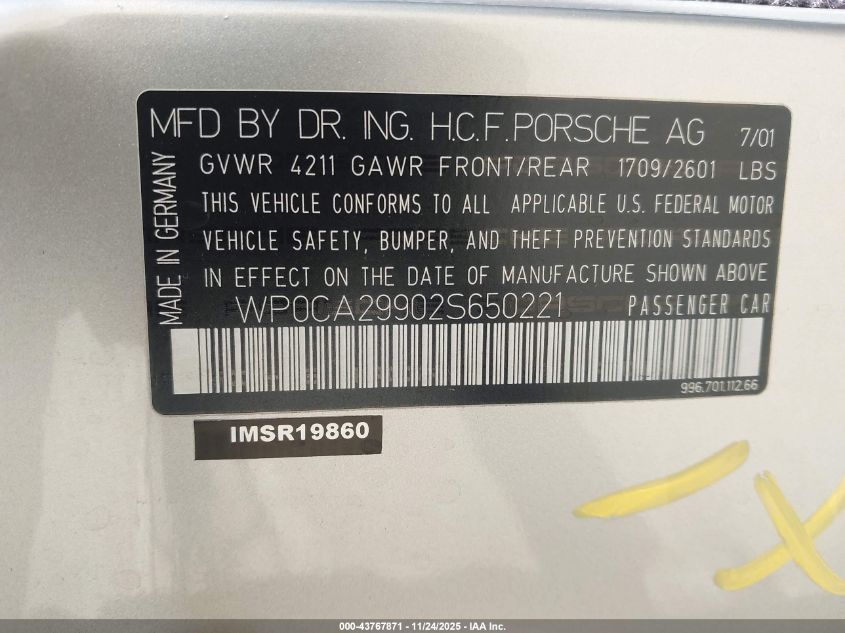 MFD BY DR. ING. H.C.F. PORSCHE AG 7/01
GVWR 4211 GAWR FRONT/REAR 1709/2601 LBS
THIS VEHICLE CONFORMS TO ALL APPLICABLE U.S. FEDERAL MOTOR
VEHICLE SAFETY, BUMPER, AND THEFT PREVENTION STANDARDS
IN EFFECT ON THE DATE OF MANUFACTURE SHOWN ABOVE
WP0CA29902S650221 PASSENGER CAR
MADE IN GERMANY
996.701.112.66
IMSR19860
000-43767871 - 11/24/2025 - IAA Inc.